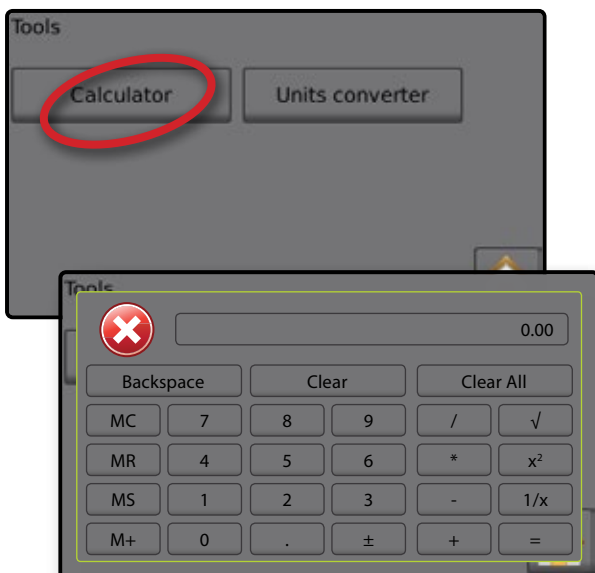 Tools
Calculator Units converter
Tools
0.00
Backspace Clear Clear All
MC 7 8 9 / √
MR 4 5 6 * x²
MS 1 2 3 - 1/x
M+ 0 . ± + =